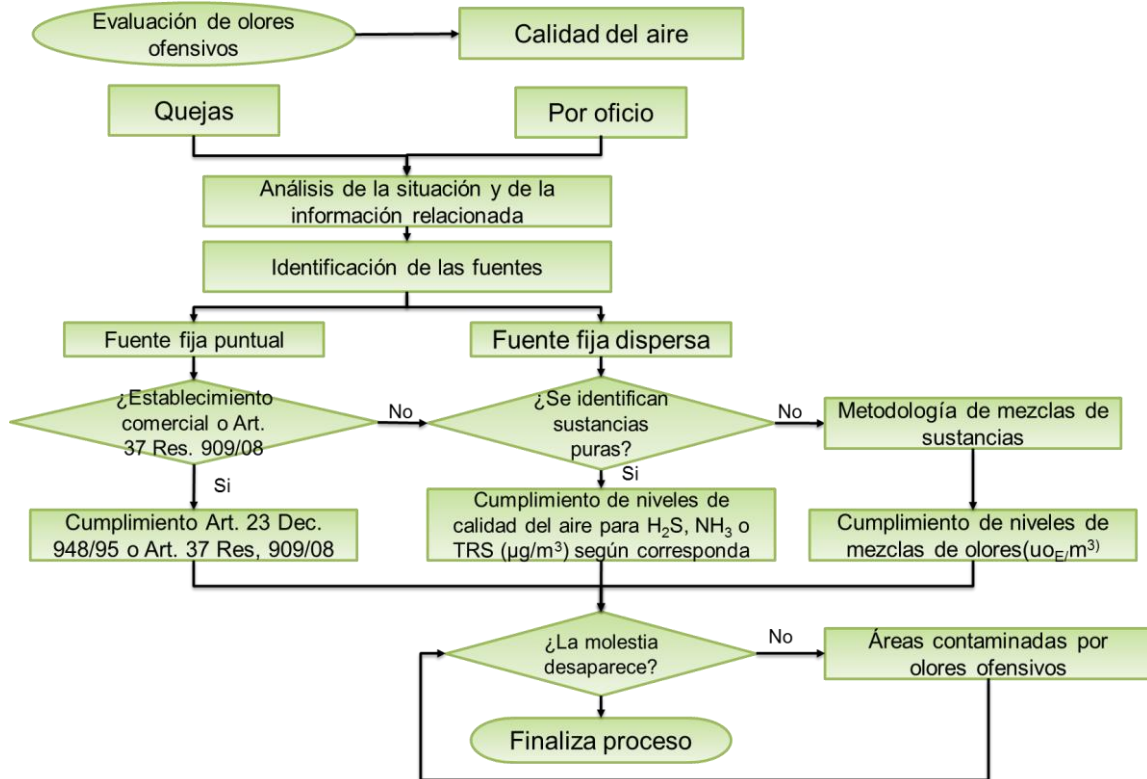 Evaluación de olores
ofensivos
Calidad del aire
Quejas
Por oficio
Análisis de la situación y de la
información relacionada
Identificación de las fuentes
Fuente fija puntual
Fuente fija dispersa
¿Establecimiento
comercial o Art.
37 Res. 909/08
No
¿Se identifican
sustancias
puras?
No
Metodología de mezclas de
sustancias
Si
Si
Cumplimiento Art. 23 Dec.
948/95 o Art. 37 Res, 909/08
Cumplimiento de niveles de
calidad del aire para H₂S, NH₃ o
TRS (µg/m³) según corresponda
Cumplimiento de niveles de
mezclas de olores(uo_E/m³⁾
¿La molestia
desaparece?
No
Áreas contaminadas por
olores ofensivos
Finaliza proceso